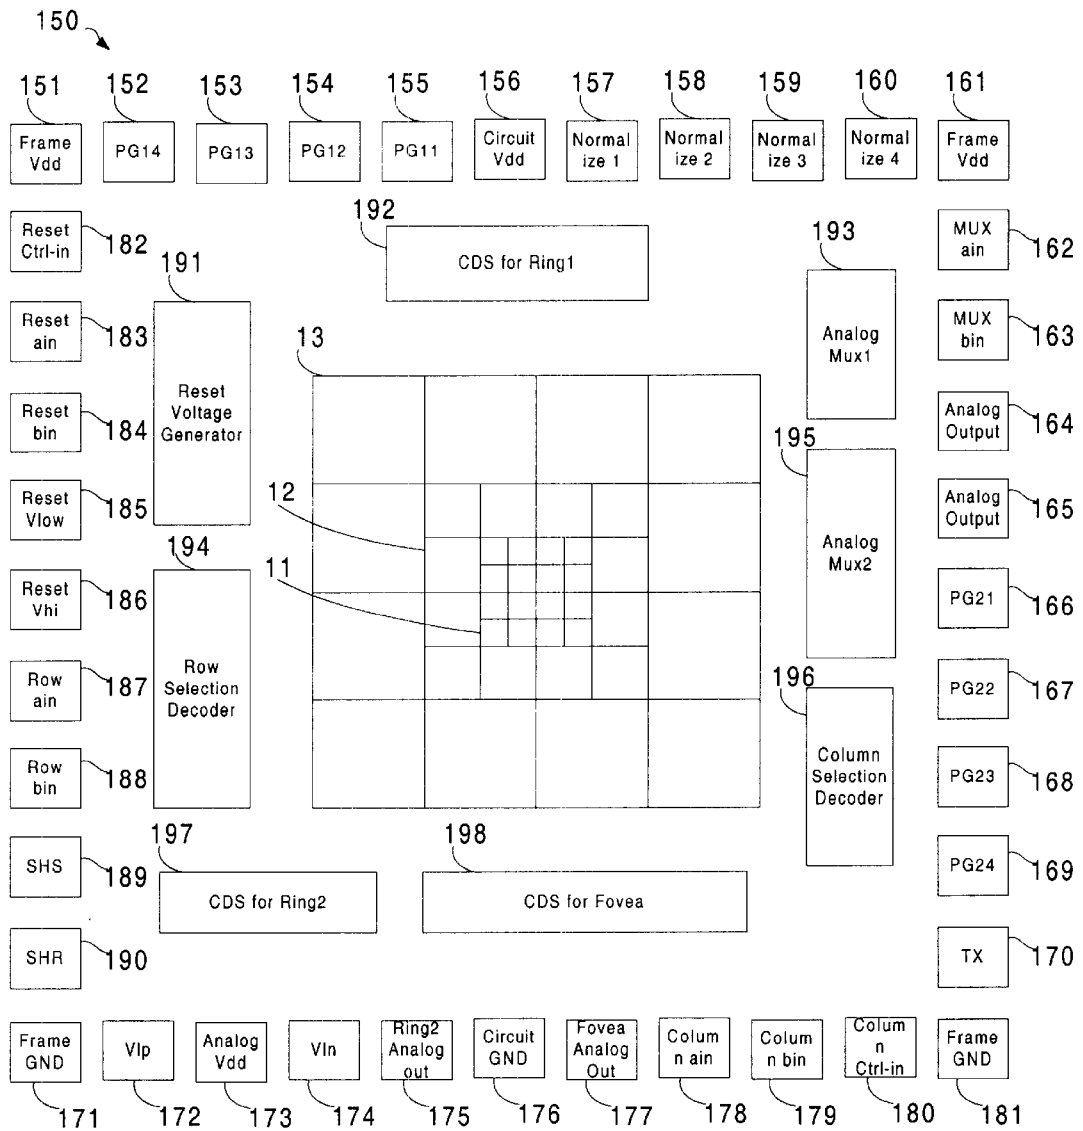 150
151 152 153 154 155 156 157 158 159 160 161
Frame
Vdd
PG14
PG13
PG12
PG11
Circuit
Vdd
Normal
ize 1
Normal
ize 2
Normal
ize 3
Normal
ize 4
Frame
Vdd
Reset
Ctrl-in
182
192
CDS for Ring1
193
MUX
ain
162
191
Reset
ain
183
Reset
Voltage
Generator
13
Analog
Mux1
MUX
bin
163
Reset
bin
184
Analog
Output
164
195
Reset
Vlow
185
12
Analog
Mux2
Analog
Output
165
194
11
Reset
Vhi
186
PG21
166
Row
ain
187
Row
Selection
Decoder
196
PG22
167
Row
bin
188
Column
Selection
Decoder
PG23
168
197
198
SHS
189
CDS for Ring2
CDS for Fovea
PG24
169
SHR
190
TX
170
Frame
GND
VIp
Analog
Vdd
VIn
Ring2
Analog
out
Circuit
GND
Fovea
Analog
Out
Colum
n ain
Colum
n bin
Colum
n
Ctrl-in
Frame
GND
171 172 173 174 175 176 177 178 179 180 181